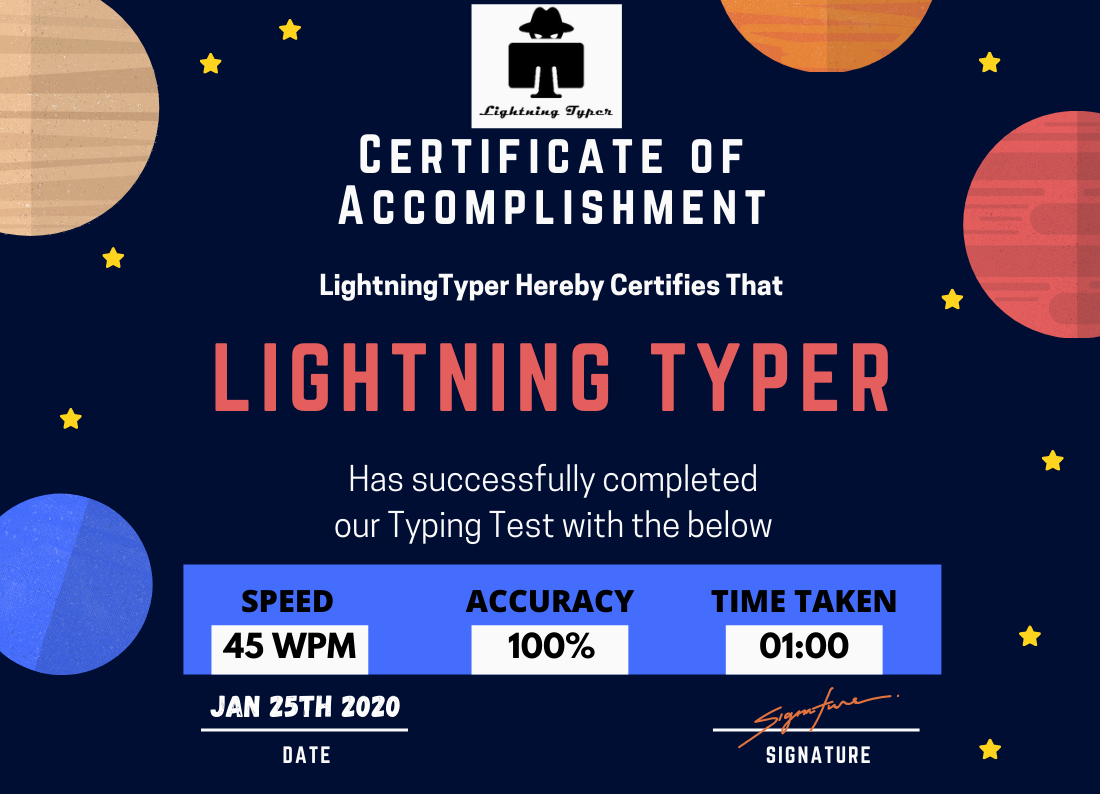 Lightning Typer
Certificate of
Accomplishment
LightningTyper Hereby Certifies That
LIGHTNING TYPER
Has successfully completed
our Typing Test with the below
SPEED ACCURACY TIME TAKEN
45 WPM 100% 01:00
JAN 25TH 2020 Signature
DATE SIGNATURE